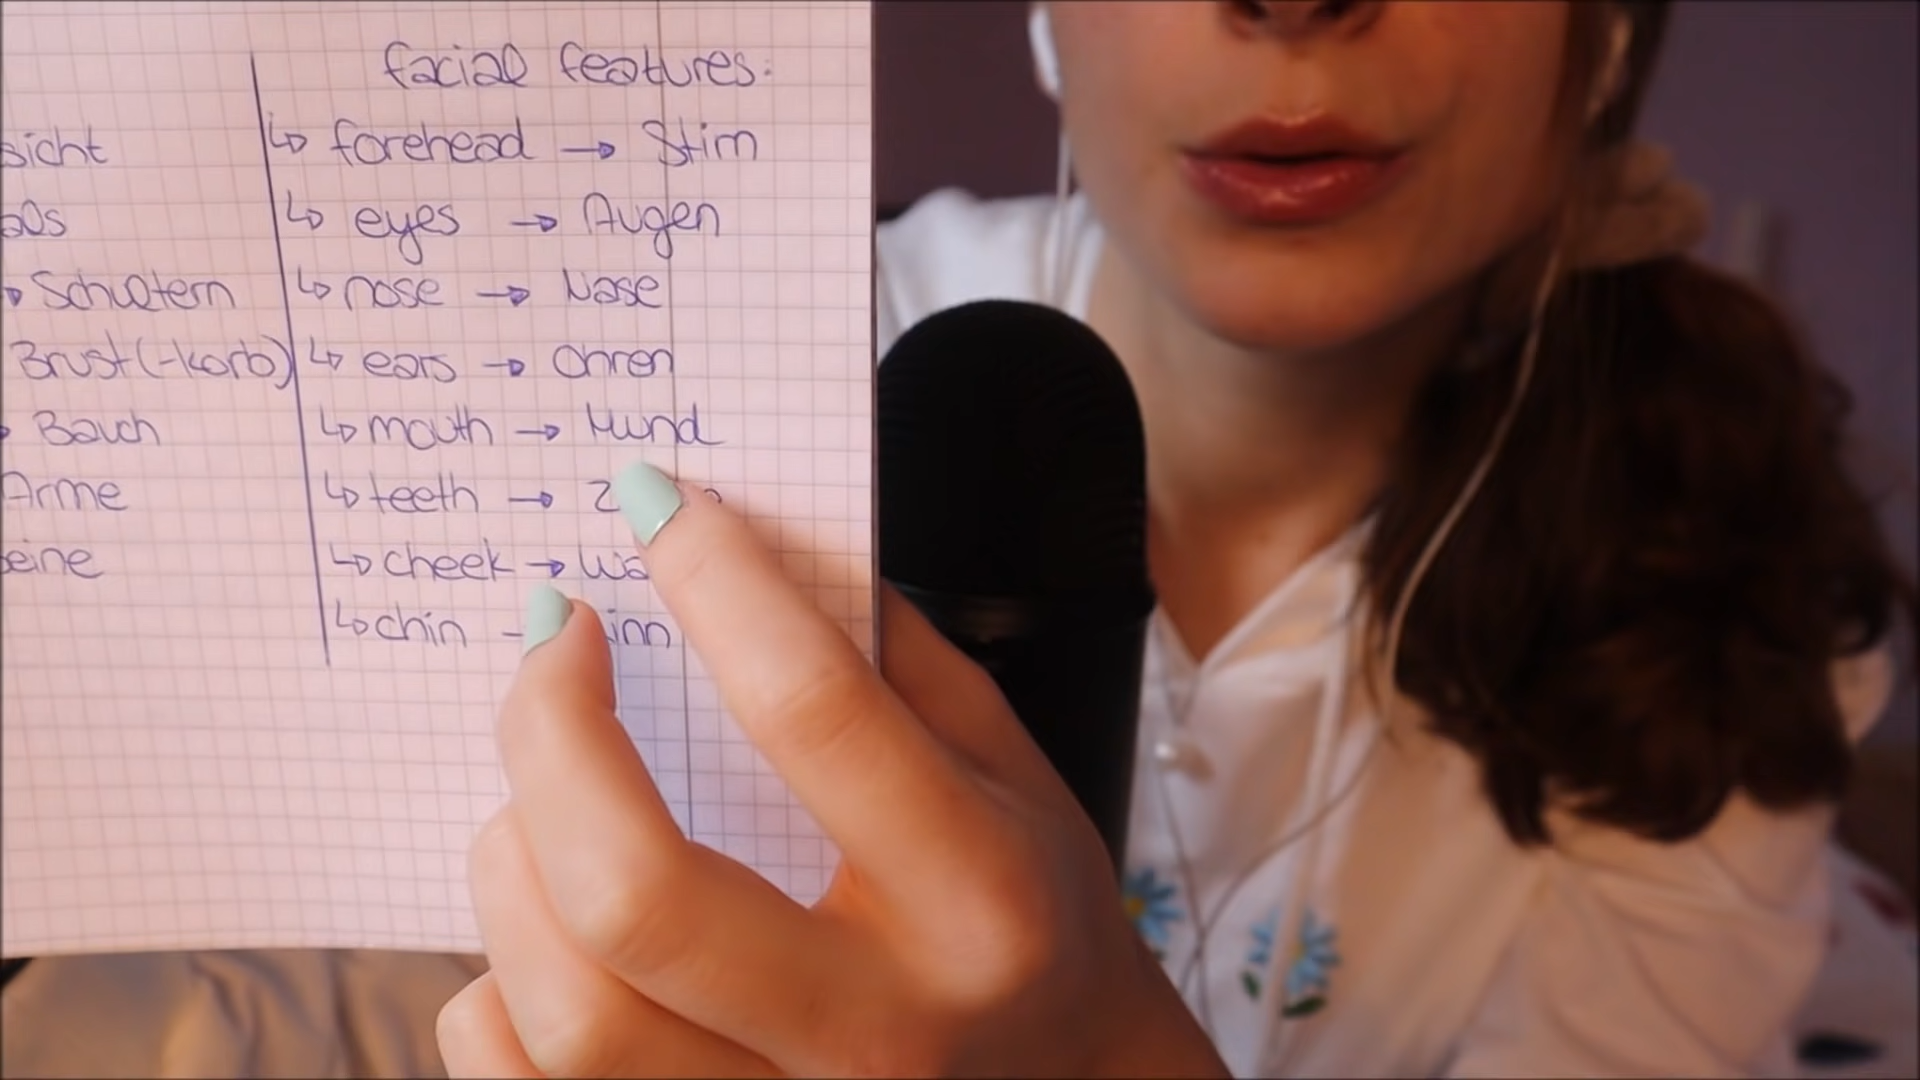 facial features:
sicht
↳ forehead → Stirn
als
↳ eyes → Augen
→ Schultern
↳ nose → Nase
Brust(-korb)
↳ ears → Ohren
→ Bauch
↳ mouth → Mund
Arme
↳ teeth →
eine
↳ cheek →
↳ chin